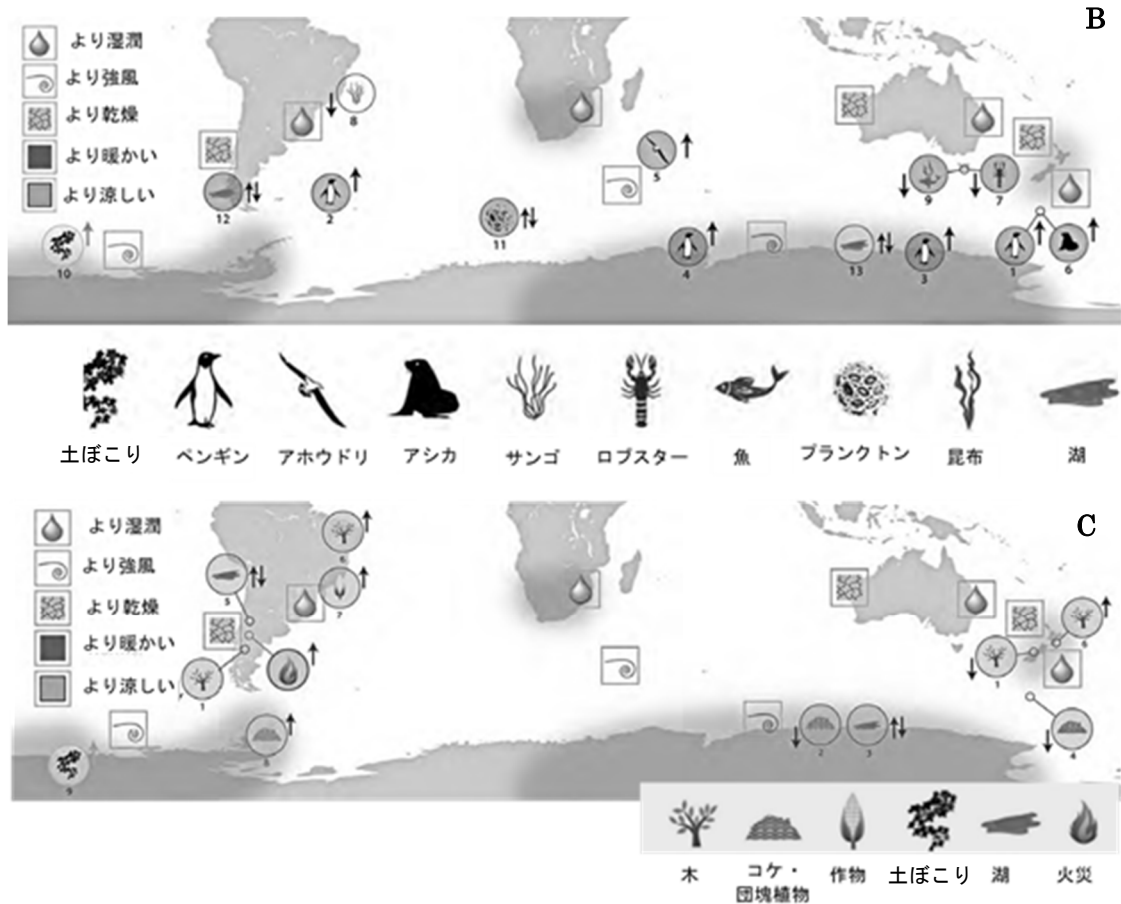 B
より湿潤
より強風
より乾燥
より暖かい
より涼しい
8
5
12
2
11
9
7
10
4
13
3
1
6
土ぼこり
ペンギン
アホウドリ
アシカ
サンゴ
ロブスター
魚
プランクトン
昆布
湖
C
より湿潤
より強風
より乾燥
より暖かい
より涼しい
6
5
7
1
6
1
2
3
4
9
木
コケ・
団塊植物
作物
土ぼこり
湖
火災